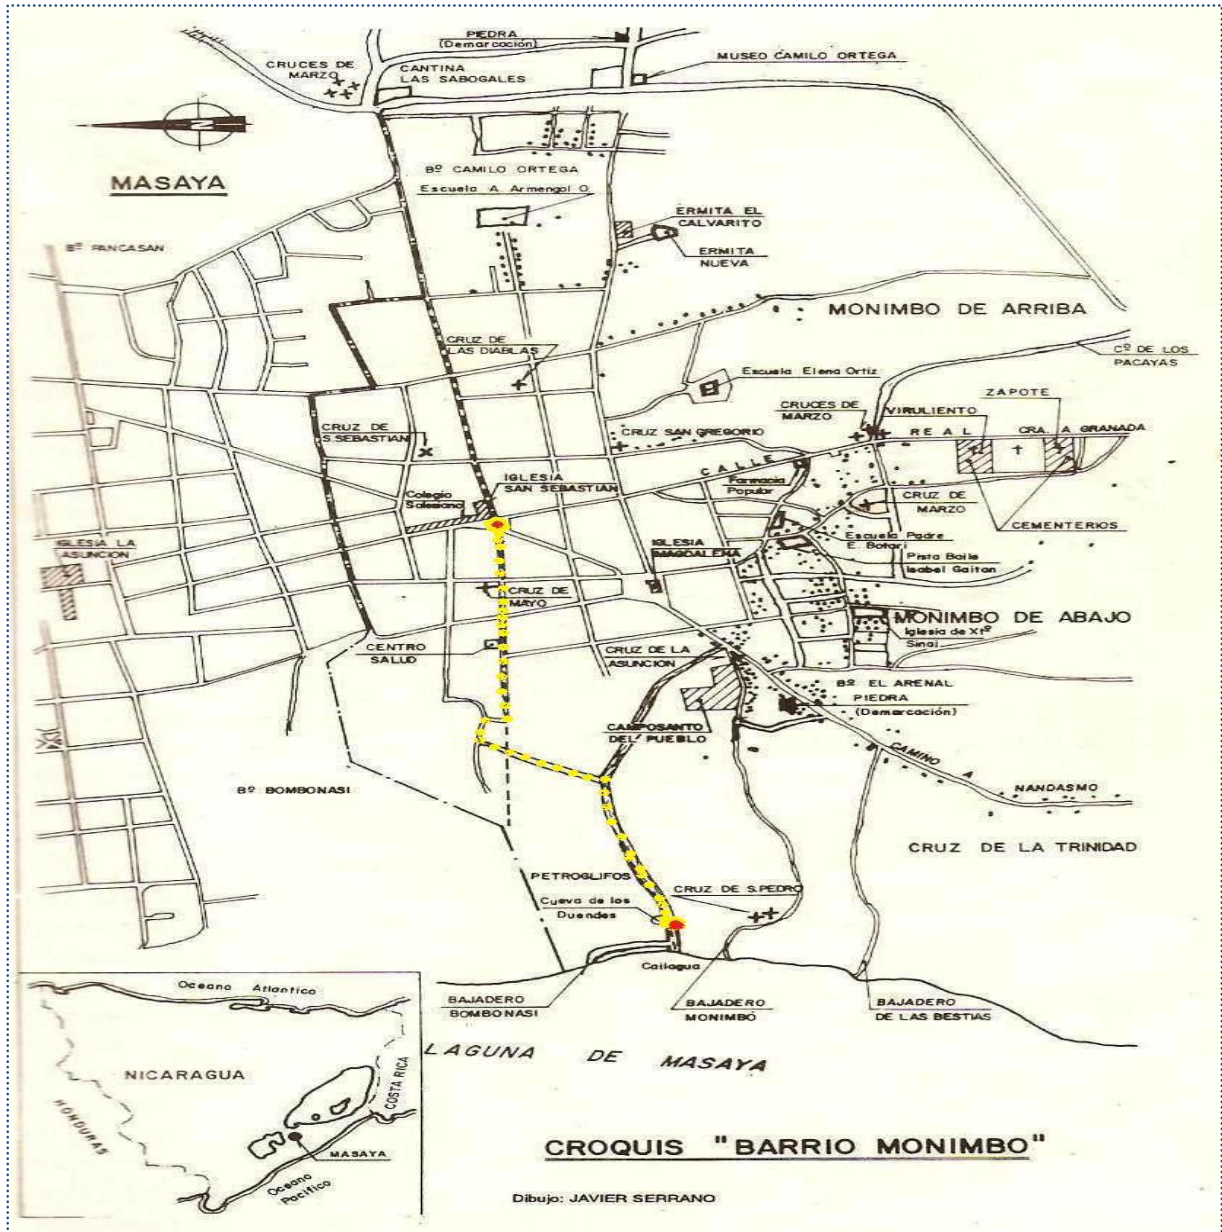 PIEDRA
(Demarcación)
MUSEO CAMILO ORTEGA
CRUCES DE
MARZO
CANTINA
LAS SABOGALES
N
MASAYA
Bº CAMILO ORTEGA
Escuela A. Armengol O.
ERMITA EL
CALVARITO
ERMITA
NUEVA
Bº PANCASAN
MONIMBO DE ARRIBA
CRUZ DE
LAS DIABLAS
Cº DE LOS
PACAYAS
Escuela Elena Ortiz
ZAPOTE
CRUCES DE
MARZO
VIRULIENTO
CRUZ DE
S.SEBASTIAN
CRUZ SAN GREGORIO
REAL
CRA. A GRANADA
CALLE
IGLESIA
SAN SEBASTIAN
Farmacia
Popular
Colegio
Salesiano
CRUZ DE
MARZO
CEMENTERIOS
IGLESIA LA
ASUNCION
IGLESIA
MAGDALENA
Escuela Padre
E. Botari
Pista Baile
Isabel Gaitan
CRUZ DE
MAYO
MONIMBO DE ABAJO
Iglesia de Xtº
Sinai
CENTRO
SALUD
CRUZ DE LA
ASUNCION
Bº EL ARENAL
PIEDRA
(Demarcación)
CAMPOSANTO
DEL PUEBLO
CAMINO A
NANDASMO
Bº BOMBONASI
CRUZ DE LA TRINIDAD
PETROGLIFOS
CRUZ DE S.PEDRO
Cueva de los
Duendes
Cailagua
BAJADERO
BOMBONASI
BAJADERO
MONIMBÓ
BAJADERO
DE LAS BESTIAS
LAGUNA DE MASAYA
Oceano Atlantico
NICARAGUA
COSTA RICA
HONDURAS
MASAYA
Oceano
Pacifico
CROQUIS "BARRIO MONIMBO"
Dibujo: JAVIER SERRANO